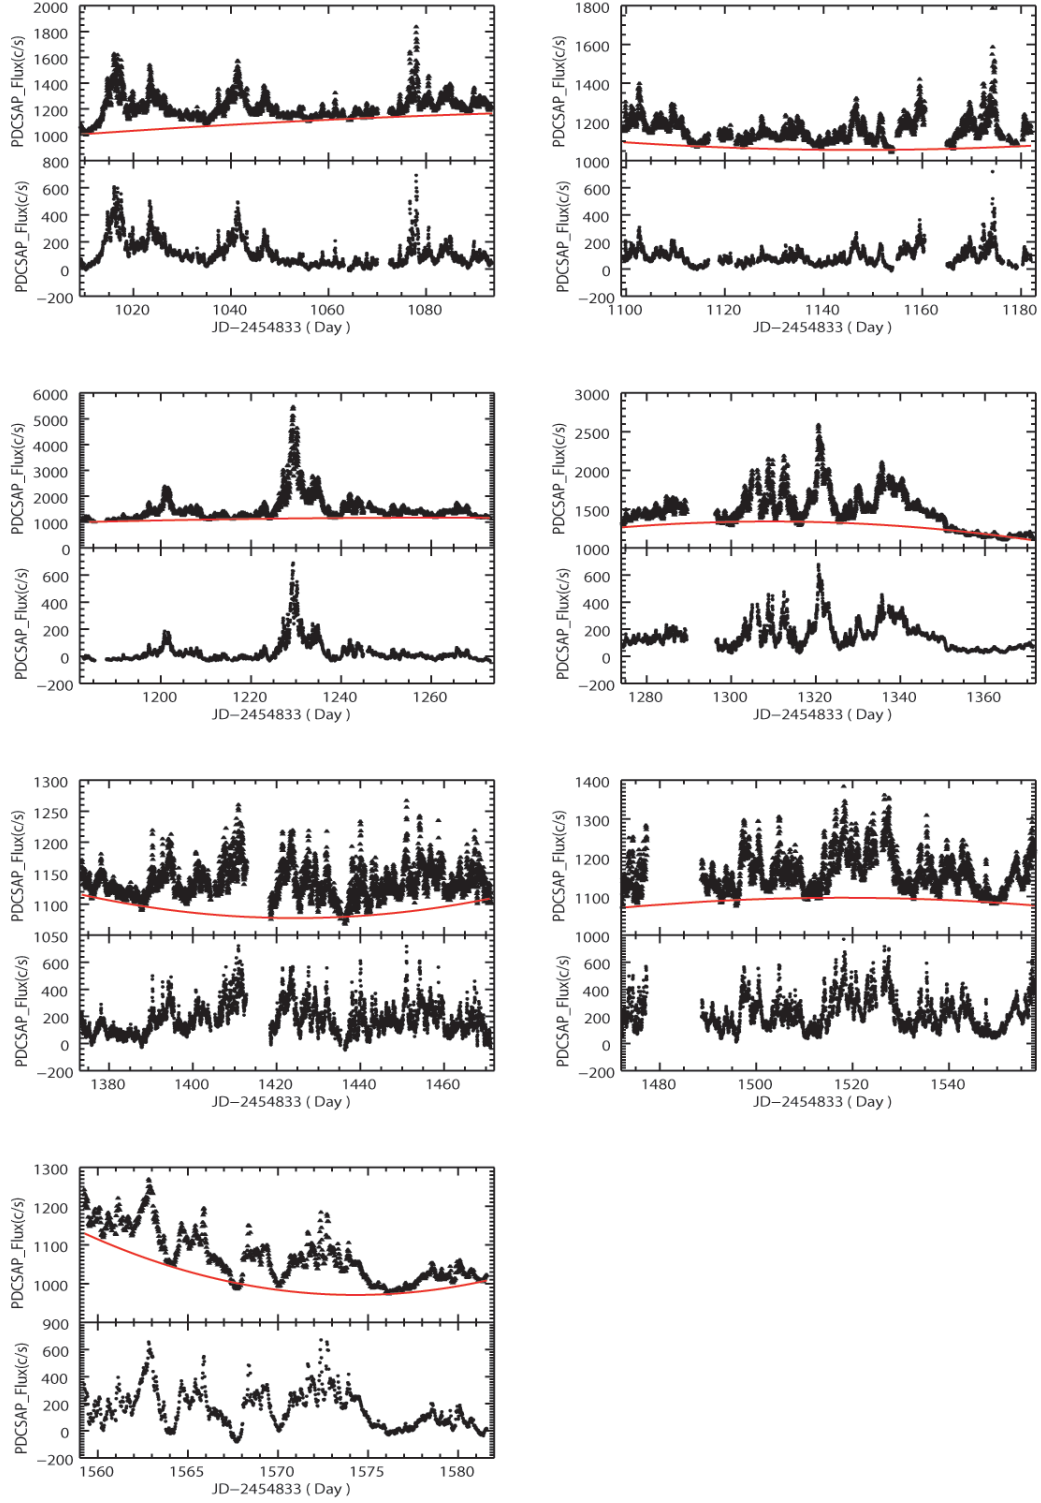 2000
1800
1600
1400
1200
1000
PDCSAP_Flux(c/s)
800
600
400
200
0
−200
PDCSAP_Flux(c/s)
1020 1040 1060 1080
JD−2454833 ( Day )
1800
1600
1400
1200
PDCSAP_Flux(c/s)
1000
800
600
400
200
0
−200
PDCSAP_Flux(c/s)
1100 1120 1140 1160 1180
JD−2454833 ( Day )
6000
5000
4000
3000
2000
1000
0
PDCSAP_Flux(c/s)
600
400
200
0
−200
PDCSAP_Flux(c/s)
1200 1220 1240 1260
JD−2454833 ( Day )
3000
2500
2000
1500
PDCSAP_Flux(c/s)
1000
600
400
200
0
−200
PDCSAP_Flux(c/s)
1280 1300 1320 1340 1360
JD−2454833 ( Day )
1300
1250
1200
1150
1100
1050
PDCSAP_Flux(c/s)
600
400
200
0
−200
PDCSAP_Flux(c/s)
1380 1400 1420 1440 1460
JD−2454833 ( Day )
1400
1300
1200
1100
1000
PDCSAP_Flux(c/s)
600
400
200
0
−200
PDCSAP_Flux(c/s)
1480 1500 1520 1540
JD−2454833 ( Day )
1300
1200
1100
1000
900
PDCSAP_Flux(c/s)
600
400
200
0
−200
PDCSAP_Flux(c/s)
1560 1565 1570 1575 1580
JD−2454833 ( Day )